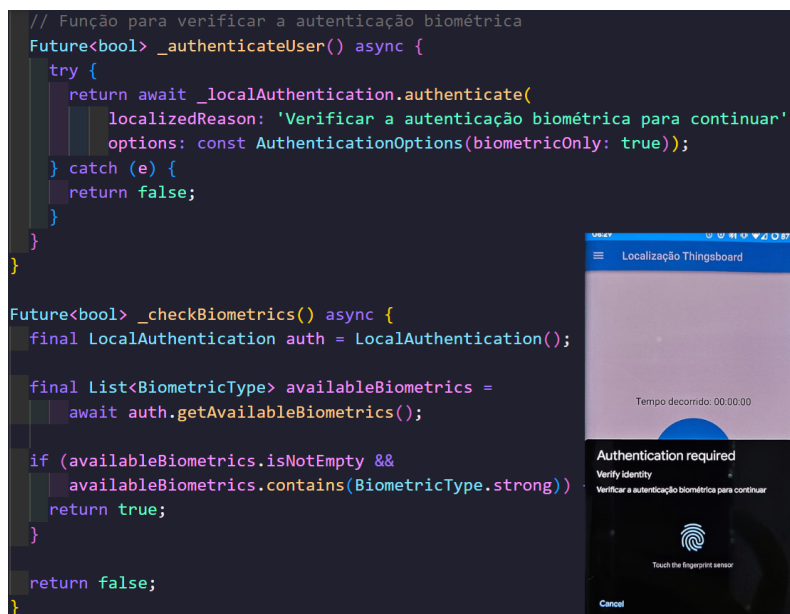 // Função para verificar a autenticação biométrica
Future<bool> _authenticateUser() async {
try {
return await _localAuthentication.authenticate(
localizedReason: 'Verificar a autenticação biométrica para continuar'
options: const AuthenticationOptions(biometricOnly: true));
} catch (e) {
return false;
}
}
}
Future<bool> _checkBiometrics() async {
final LocalAuthentication auth = LocalAuthentication();
final List<BiometricType> availableBiometrics =
await auth.getAvailableBiometrics();
if (availableBiometrics.isNotEmpty &&
availableBiometrics.contains(BiometricType.strong))
return true;
}
return false;
}
87
Localização Thingsboard
Tempo decorrido: 00:00:00
Authentication required
Verify identity
Verificar a autenticação biométrica para continuar
Touch the fingerprint sensor
Cancel